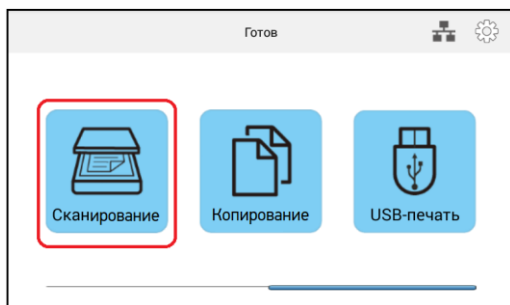 Готов
Сканирование
Копирование
USB-печать